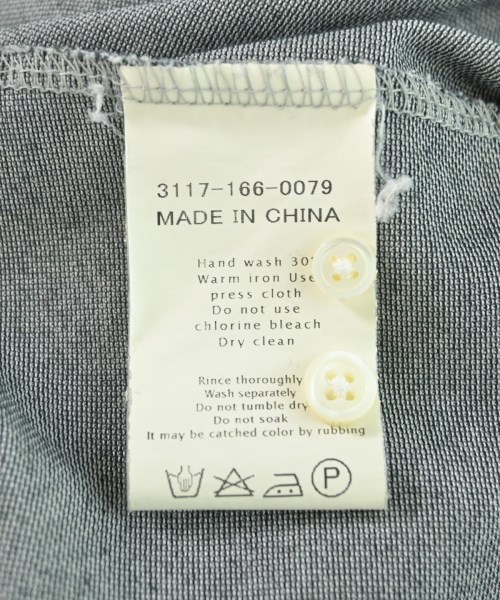 3117-166-0079
MADE IN CHINA
Hand wash 30°
Warm iron Use
press cloth
Do not use
chlorine bleach
Dry clean
Rince thoroughly
Wash separately
Do not tumble dry
Do not soak
It may be catched color by rubbing
P